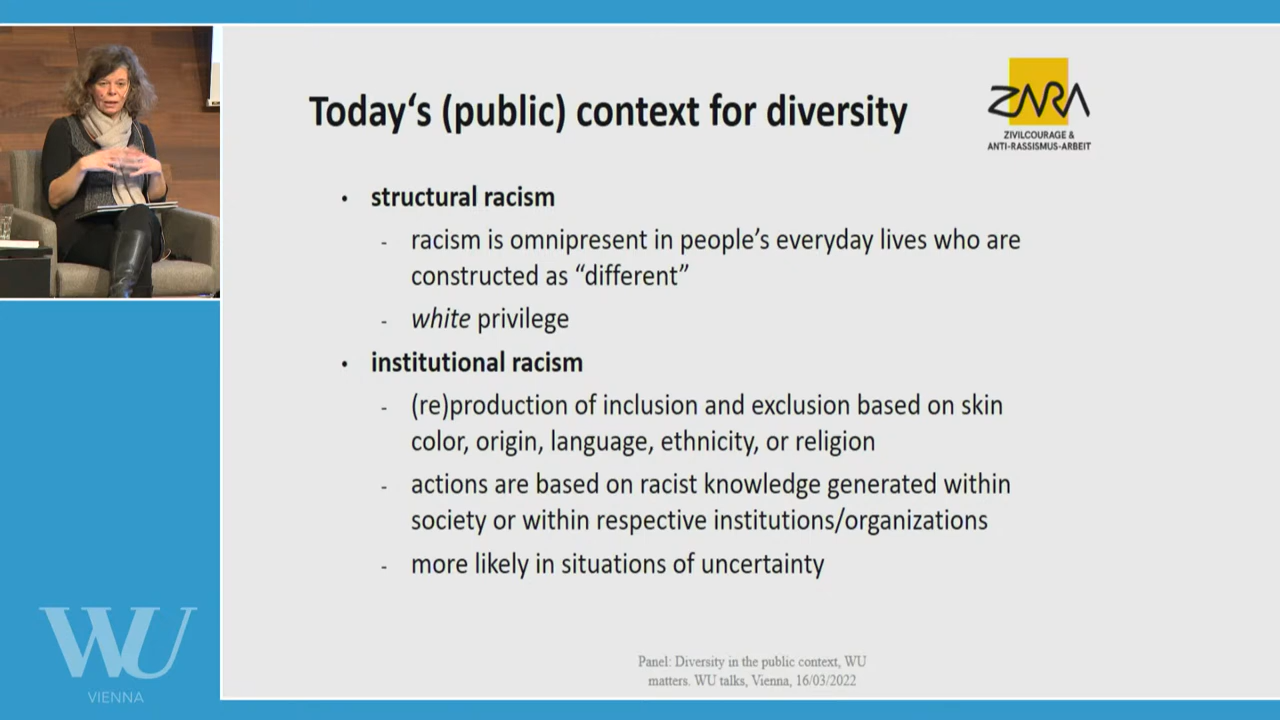 Today‘s (public) context for diversity
ZARA
ZIVILCOURAGE &
ANTI-RASSISMUS-ARBEIT
• structural racism
- racism is omnipresent in people’s everyday lives who are
constructed as “different”
- white privilege
• institutional racism
- (re)production of inclusion and exclusion based on skin
color, origin, language, ethnicity, or religion
- actions are based on racist knowledge generated within
society or within respective institutions/organizations
- more likely in situations of uncertainty
Panel: Diversity in the public context, WU
matters. WU talks, Vienna, 16/03/2022
WU
VIENNA